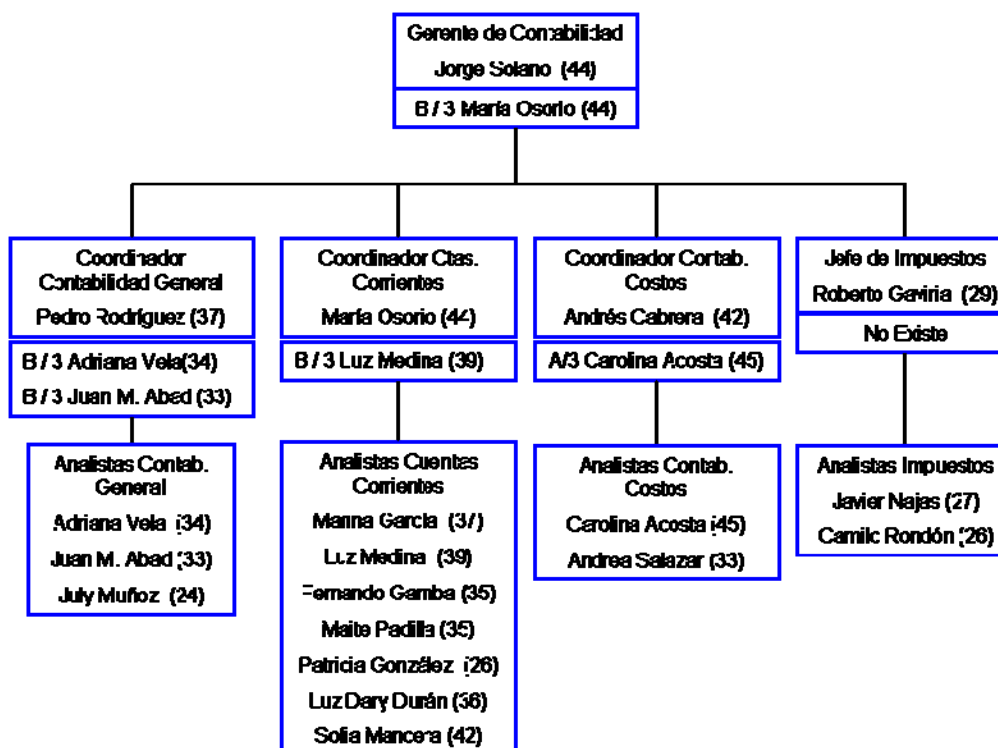 Gerente de Contabilidad
Jorge Solano (44)
B / 3 María Osorio (44)
Coordinador
Contabilidad General
Pedro Rodríguez (37)
B / 3 Adriana Vela(34)
B / 3 Juan M. Abad (33)
Analistas Contab.
General
Adriana Vela (34)
Juan M. Abad (33)
July Muñoz (24)
Coordinador Ctas.
Corrientes
María Osorio (44)
B / 3 Luz Medina (39)
Analistas Cuentas
Corrientes
Marina García (37)
Luz Medina (39)
Fernando Gamba (35)
Maite Padilla (35)
Patricia González (26)
Luz Dary Durán (36)
Sofia Mancera (42)
Coordinador Contab.
Costos
Andrés Cabrera (42)
A/3 Carolina Acosta (45)
Analistas Contab.
Costos
Carolina Acosta (45)
Andrea Salazar (33)
Jefe de Impuestos
Roberto Gaviria (29)
No Existe
Analistas Impuestos
Javier Najas (27)
Camilo Rondón (26)